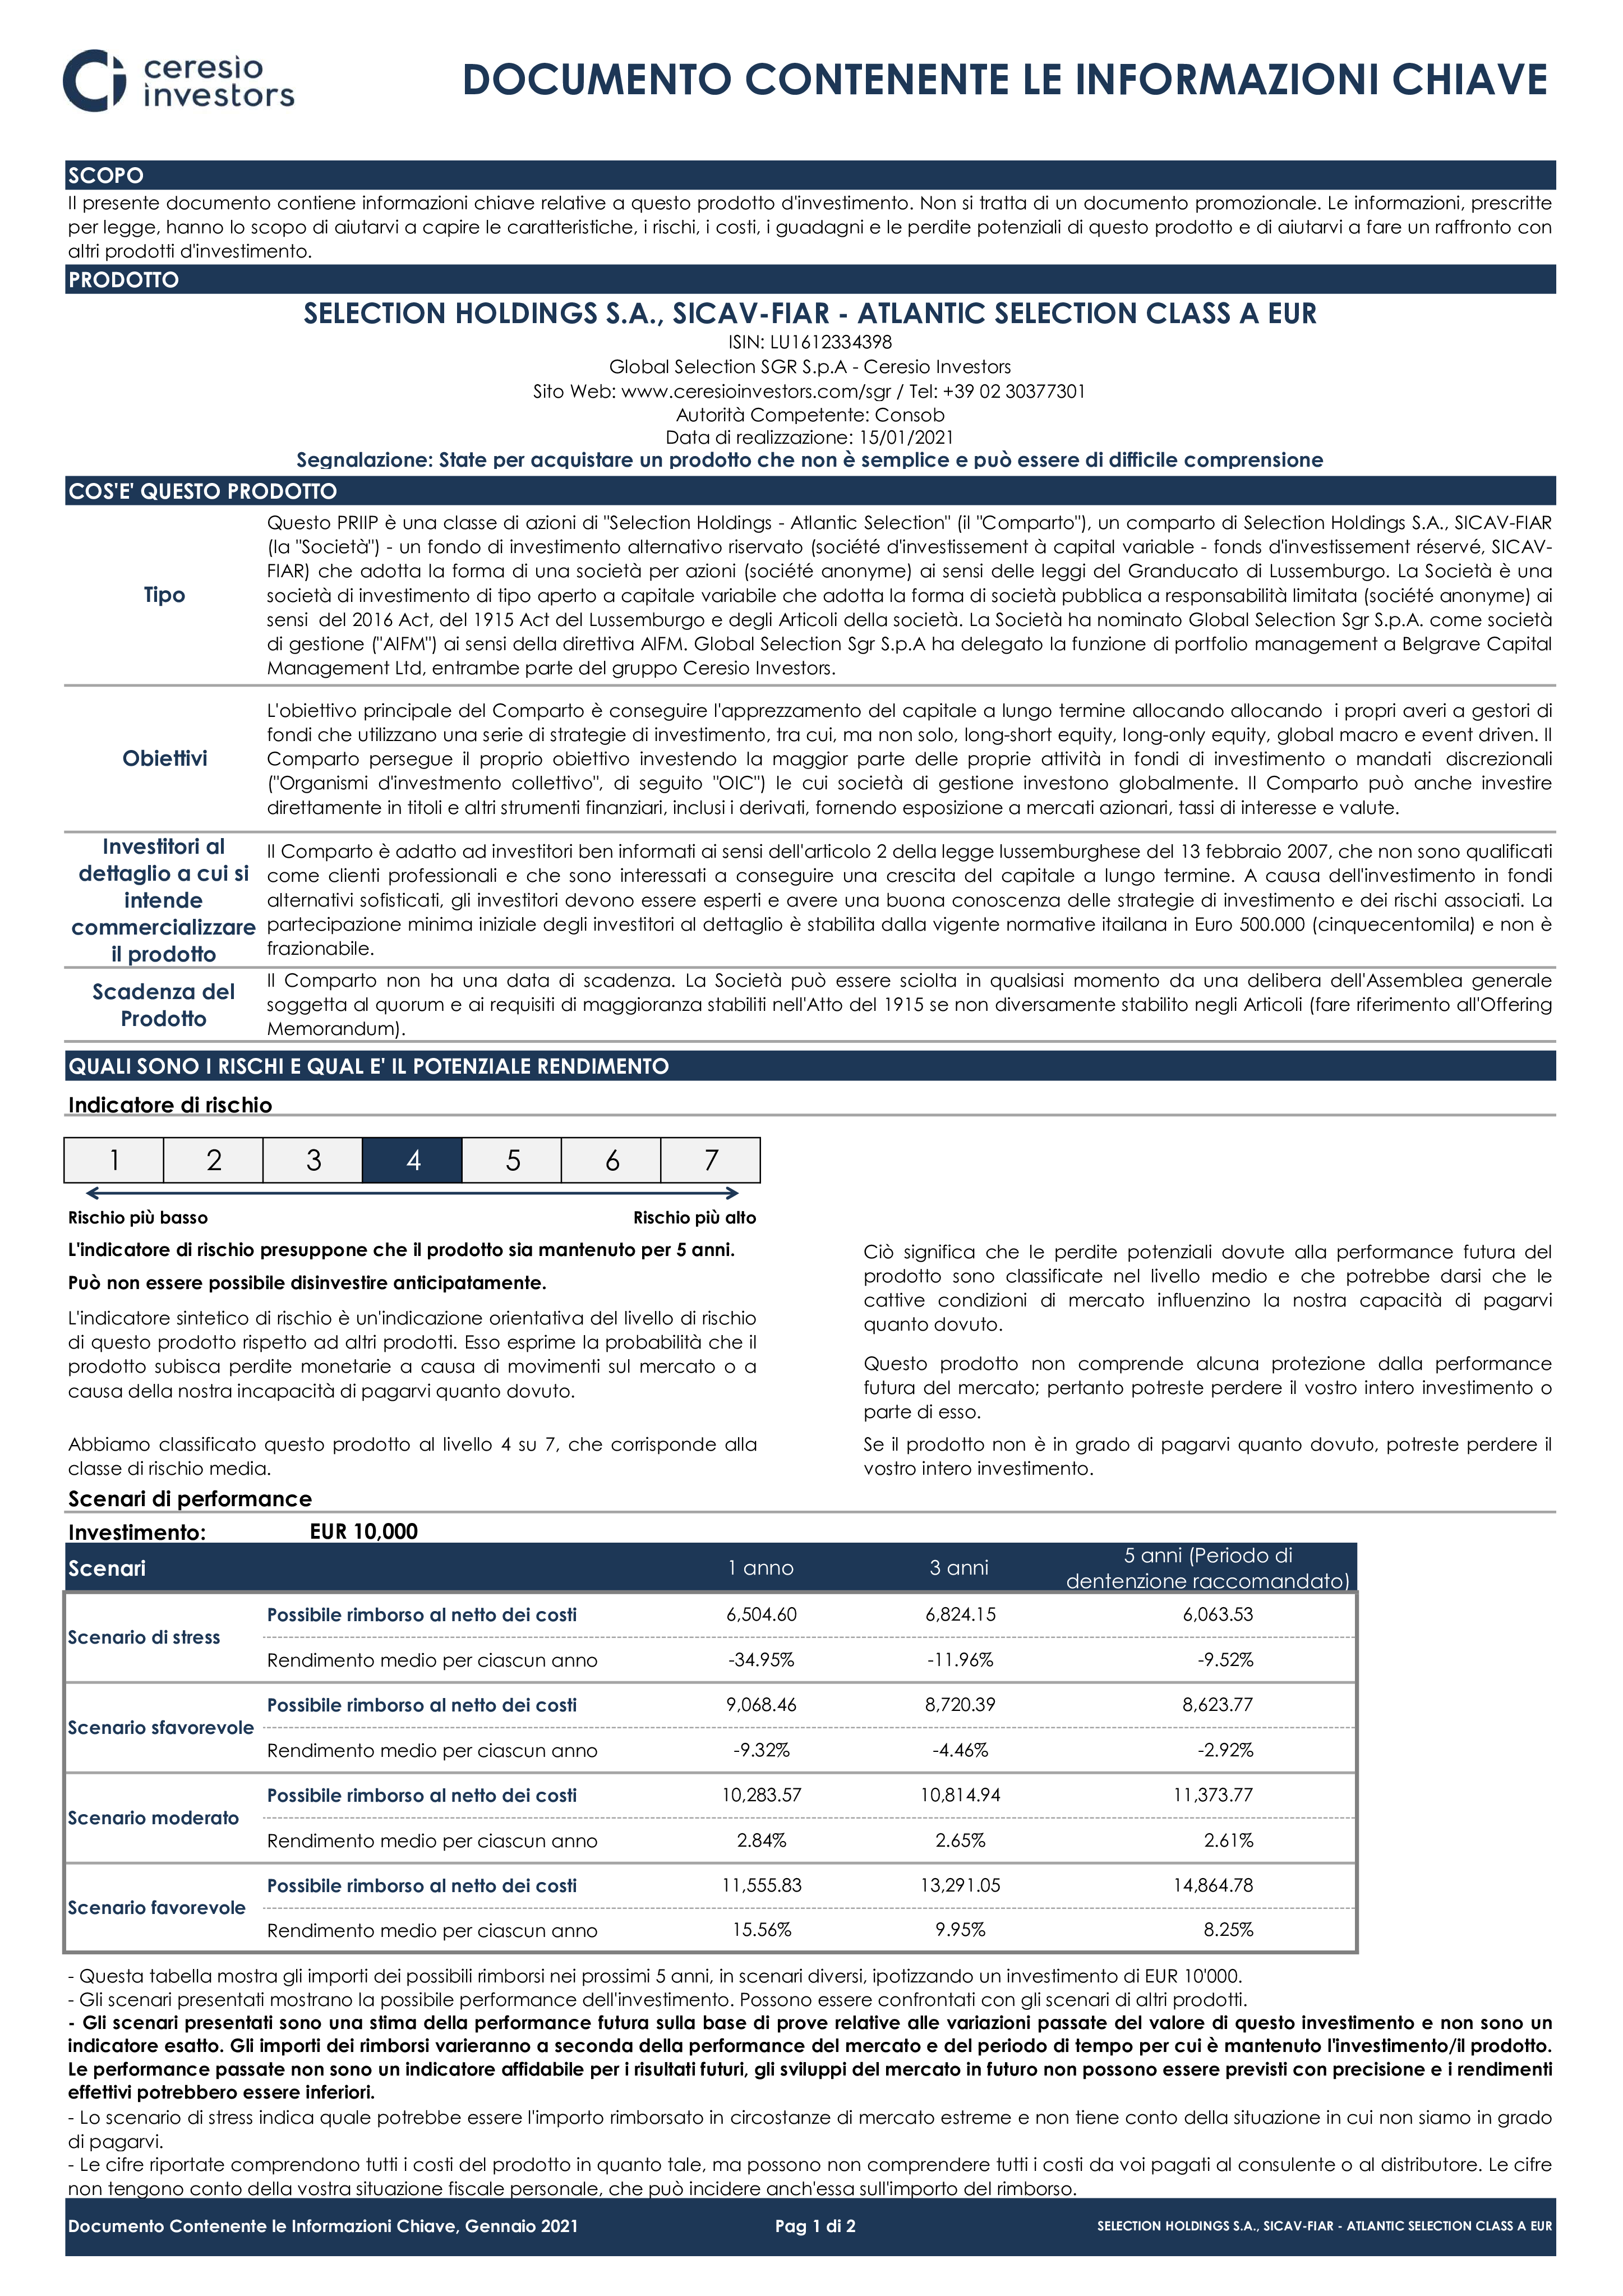 ceresio
investors
DOCUMENTO CONTENENTE LE INFORMAZIONI CHIAVE
SCOPO
Il presente documento contiene informazioni chiave relative a questo prodotto d'investimento. Non si tratta di un documento promozionale. Le informazioni, prescritte
per legge, hanno lo scopo di aiutarvi a capire le caratteristiche, i rischi, i costi, i guadagni e le perdite potenziali di questo prodotto e di aiutarvi a fare un raffronto con
altri prodotti d'investimento.
PRODOTTO
SELECTION HOLDINGS S.A., SICAV-FIAR - ATLANTIC SELECTION CLASS A EUR
ISIN: LU1612334398
Global Selection SGR S.p.A - Ceresio Investors
Sito Web: www.ceresioinvestors.com/sgr / Tel: +39 02 30377301
Autorità Competente: Consob
Data di realizzazione: 15/01/2021
Segnalazione: State per acquistare un prodotto che non è semplice e può essere di difficile comprensione
COS'E' QUESTO PRODOTTO
Tipo
Questo PRIIP è una classe di azioni di "Selection Holdings - Atlantic Selection" (il "Comparto"), un comparto di Selection Holdings S.A., SICAV-FIAR
(la "Società") - un fondo di investimento alternativo riservato (société d'investissement à capital variable - fonds d'investissement réservé, SICAV-
FIAR) che adotta la forma di una società per azioni (société anonyme) ai sensi delle leggi del Granducato di Lussemburgo. La Società è una
società di investimento di tipo aperto a capitale variabile che adotta la forma di società pubblica a responsabilità limitata (société anonyme) ai
sensi del 2016 Act, del 1915 Act del Lussemburgo e degli Articoli della società. La Società ha nominato Global Selection Sgr S.p.A. come società
di gestione ("AIFM") ai sensi della direttiva AIFM. Global Selection Sgr S.p.A ha delegato la funzione di portfolio management a Belgrave Capital
Management Ltd, entrambe parte del gruppo Ceresio Investors.
Obiettivi
L'obiettivo principale del Comparto è conseguire l'apprezzamento del capitale a lungo termine allocando allocando i propri averi a gestori di
fondi che utilizzano una serie di strategie di investimento, tra cui, ma non solo, long-short equity, long-only equity, global macro e event driven. Il
Comparto persegue il proprio obiettivo investendo la maggior parte delle proprie attività in fondi di investimento o mandati discrezionali
("Organismi d'investmento collettivo", di seguito "OIC") le cui società di gestione investono globalmente. Il Comparto può anche investire
direttamente in titoli e altri strumenti finanziari, inclusi i derivati, fornendo esposizione a mercati azionari, tassi di interesse e valute.
Investitori al
dettaglio a cui si
intende
commercializzare
il prodotto
Il Comparto è adatto ad investitori ben informati ai sensi dell'articolo 2 della legge lussemburghese del 13 febbraio 2007, che non sono qualificati
come clienti professionali e che sono interessati a conseguire una crescita del capitale a lungo termine. A causa dell'investimento in fondi
alternativi sofisticati, gli investitori devono essere esperti e avere una buona conoscenza delle strategie di investimento e dei rischi associati. La
partecipazione minima iniziale degli investitori al dettaglio è stabilita dalla vigente normative itailana in Euro 500.000 (cinquecentomila) e non è
frazionabile.
Scadenza del
Prodotto
Il Comparto non ha una data di scadenza. La Società può essere sciolta in qualsiasi momento da una delibera dell'Assemblea generale
soggetta al quorum e ai requisiti di maggioranza stabiliti nell'Atto del 1915 se non diversamente stabilito negli Articoli (fare riferimento all'Offering
Memorandum).
QUALI SONO I RISCHI E QUAL E' IL POTENZIALE RENDIMENTO
Indicatore di rischio
1 2 3 4 5 6 7
Rischio più basso Rischio più alto
L'indicatore di rischio presuppone che il prodotto sia mantenuto per 5 anni.
Può non essere possibile disinvestire anticipatamente.
L'indicatore sintetico di rischio è un'indicazione orientativa del livello di rischio
di questo prodotto rispetto ad altri prodotti. Esso esprime la probabilità che il
prodotto subisca perdite monetarie a causa di movimenti sul mercato o a
causa della nostra incapacità di pagarvi quanto dovuto.
Abbiamo classificato questo prodotto al livello 4 su 7, che corrisponde alla
classe di rischio media.
Ciò significa che le perdite potenziali dovute alla performance futura del
prodotto sono classificate nel livello medio e che potrebbe darsi che le
cattive condizioni di mercato influenzino la nostra capacità di pagarvi
quanto dovuto.
Questo prodotto non comprende alcuna protezione dalla performance
futura del mercato; pertanto potreste perdere il vostro intero investimento o
parte di esso.
Se il prodotto non è in grado di pagarvi quanto dovuto, potreste perdere il
vostro intero investimento.
Scenari di performance
Investimento: EUR 10,000
Scenari 1 anno 3 anni 5 anni (Periodo di
dentenzione raccomandato)
Scenario di stress
Possibile rimborso al netto dei costi 6,504.60 6,824.15 6,063.53
Rendimento medio per ciascun anno -34.95% -11.96% -9.52%
Scenario sfavorevole
Possibile rimborso al netto dei costi 9,068.46 8,720.39 8,623.77
Rendimento medio per ciascun anno -9.32% -4.46% -2.92%
Scenario moderato
Possibile rimborso al netto dei costi 10,283.57 10,814.94 11,373.77
Rendimento medio per ciascun anno 2.84% 2.65% 2.61%
Scenario favorevole
Possibile rimborso al netto dei costi 11,555.83 13,291.05 14,864.78
Rendimento medio per ciascun anno 15.56% 9.95% 8.25%
- Questa tabella mostra gli importi dei possibili rimborsi nei prossimi 5 anni, in scenari diversi, ipotizzando un investimento di EUR 10'000.
- Gli scenari presentati mostrano la possibile performance dell'investimento. Possono essere confrontati con gli scenari di altri prodotti.
- Gli scenari presentati sono una stima della performance futura sulla base di prove relative alle variazioni passate del valore di questo investimento e non sono un
indicatore esatto. Gli importi dei rimborsi varieranno a seconda della performance del mercato e del periodo di tempo per cui è mantenuto l'investimento/il prodotto.
Le performance passate non sono un indicatore affidabile per i risultati futuri, gli sviluppi del mercato in futuro non possono essere previsti con precisione e i rendimenti
effettivi potrebbero essere inferiori.
- Lo scenario di stress indica quale potrebbe essere l'importo rimborsato in circostanze di mercato estreme e non tiene conto della situazione in cui non siamo in grado
di pagarvi.
- Le cifre riportate comprendono tutti i costi del prodotto in quanto tale, ma possono non comprendere tutti i costi da voi pagati al consulente o al distributore. Le cifre
non tengono conto della vostra situazione fiscale personale, che può incidere anch'essa sull'importo del rimborso.
Documento Contenente le Informazioni Chiave, Gennaio 2021 Pag 1 di 2 SELECTION HOLDINGS S.A., SICAV-FIAR - ATLANTIC SELECTION CLASS A EUR